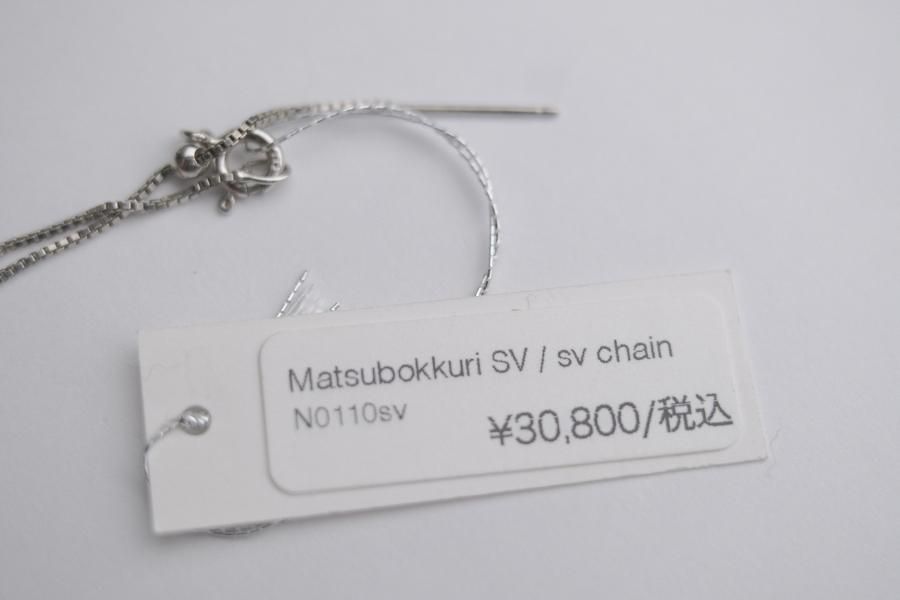 Matsubokkuri SV / sv chain
N0110sv
¥30,800/税込